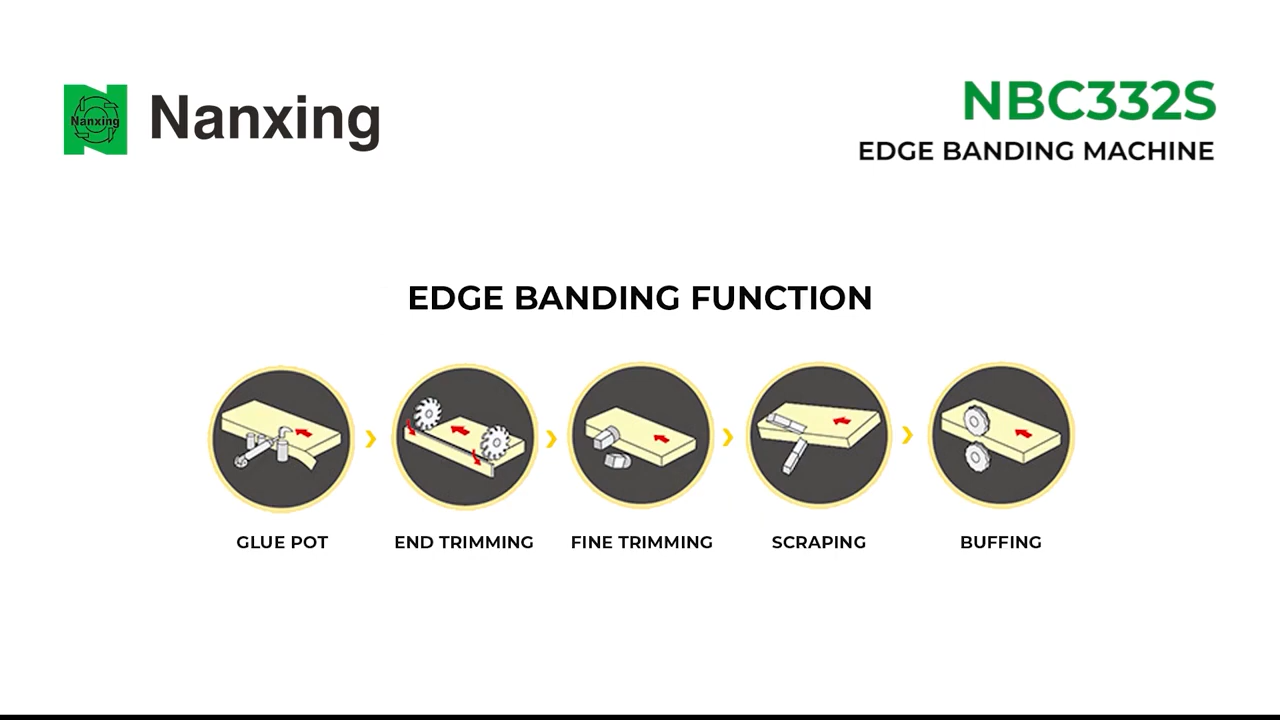 Nanxing
Nanxing
NBC332S
EDGE BANDING MACHINE
EDGE BANDING FUNCTION
GLUE POT
END TRIMMING
FINE TRIMMING
SCRAPING
BUFFING